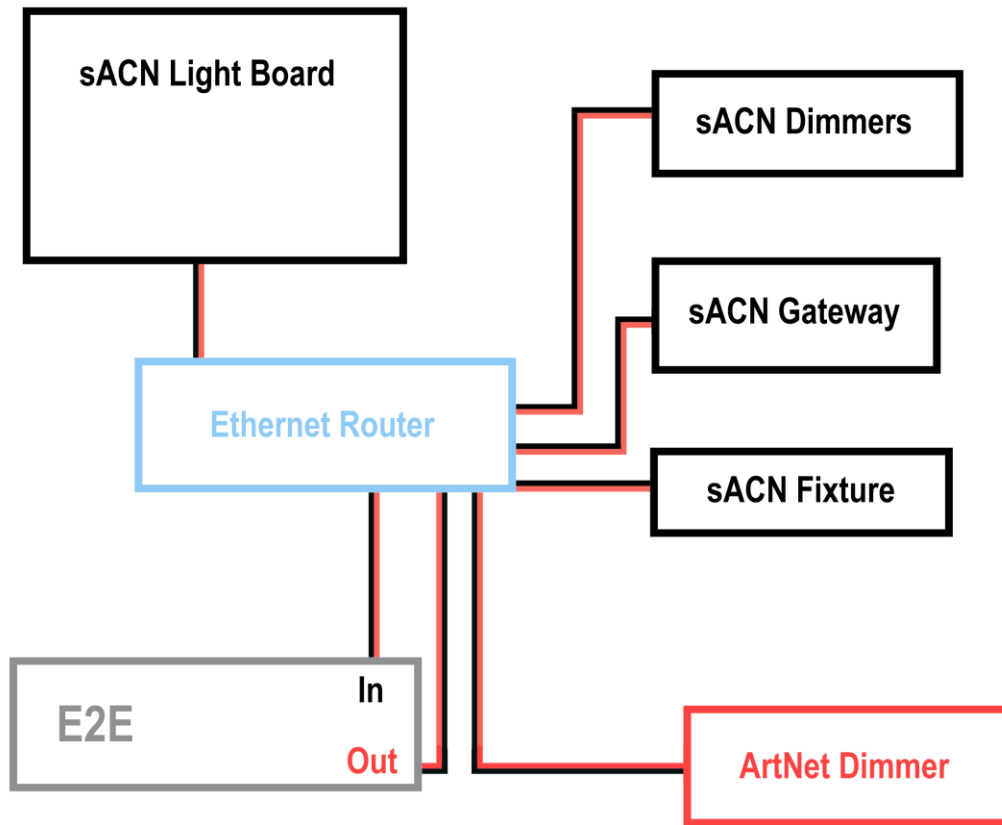 sACN Light Board
sACN Dimmers
sACN Gateway
Ethernet Router
sACN Fixture
In
E2E
Out
ArtNet Dimmer